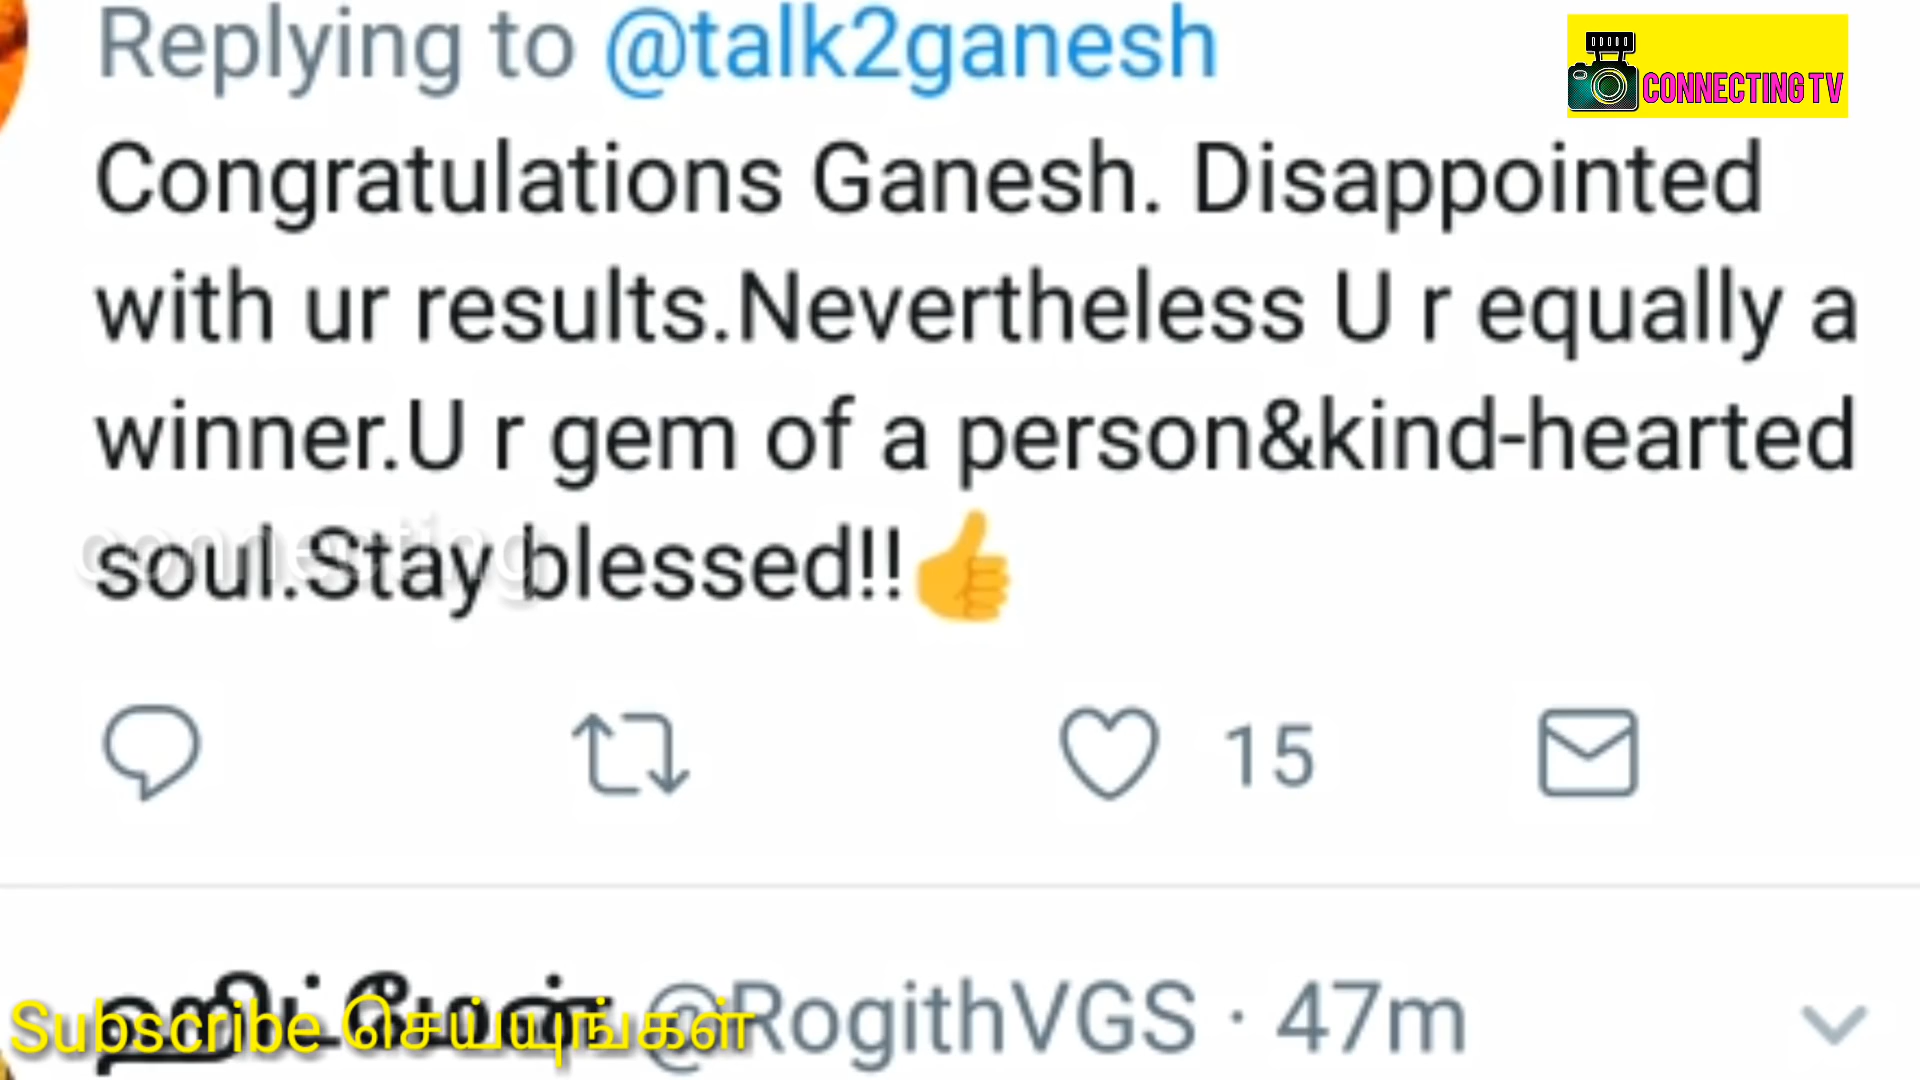 Replying to @talk2ganesh
CONNECTING TV
Congratulations Ganesh. Disappointed
with ur results.Nevertheless U r equally a
winner.U r gem of a person&kind-hearted
soul.Stay blessed!!👍
connecting
15
ஹிட்மேன் @RogithVGS · 47m
Subscribe செய்யுங்கள்